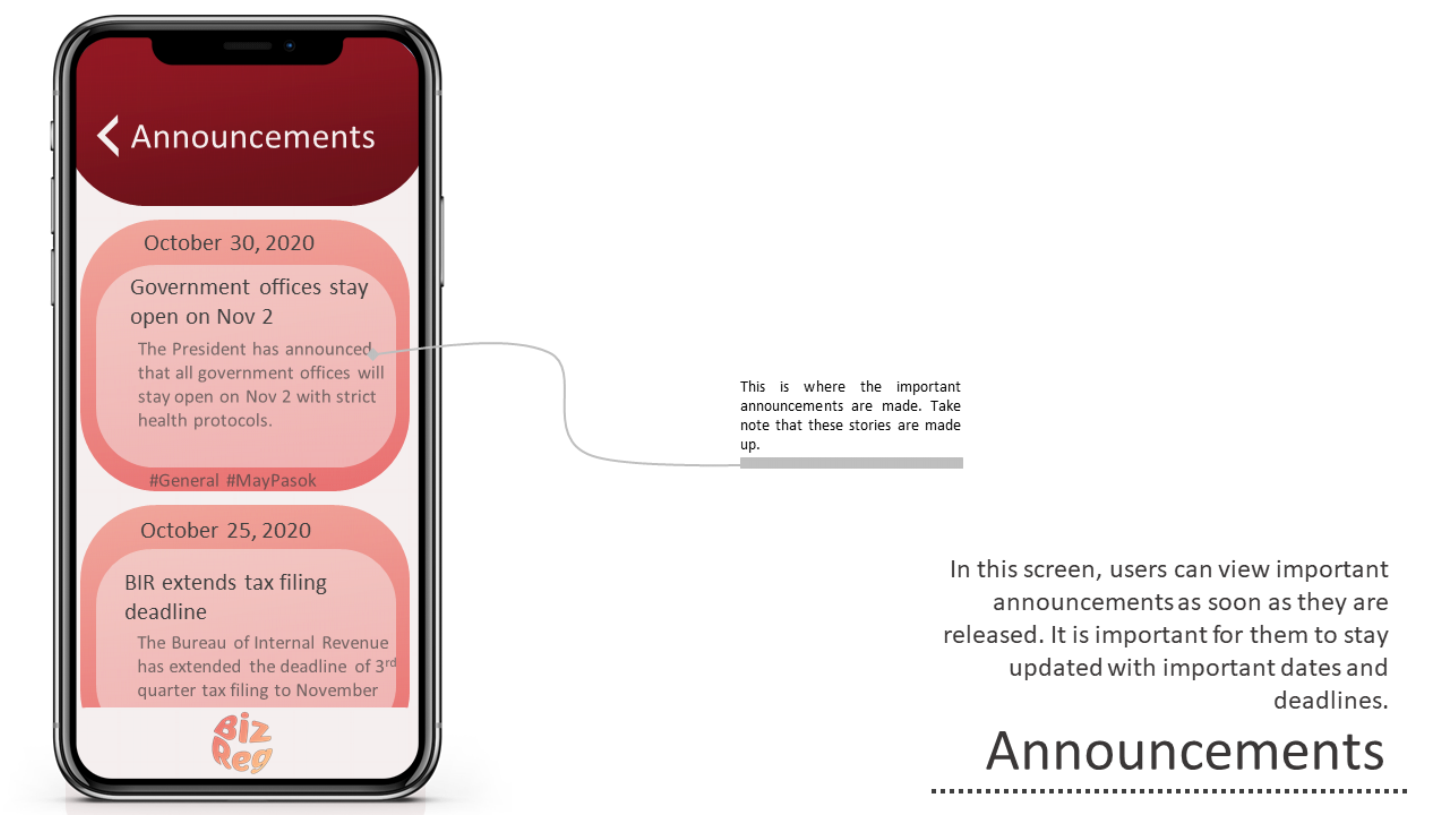 Announcements
October 30, 2020
Government offices stay
open on Nov 2
The President has announced
that all government offices will
stay open on Nov 2 with strict
health protocols.
#General #MayPasok
October 25, 2020
BIR extends tax filing
deadline
The Bureau of Internal Revenue
has extended the deadline of 3rd
quarter tax filing to November
Biz
Reg
This is where the important
announcements are made. Take
note that these stories are made
up.
In this screen, users can view important
announcements as soon as they are
released. It is important for them to stay
updated with important dates and
deadlines.
Announcements